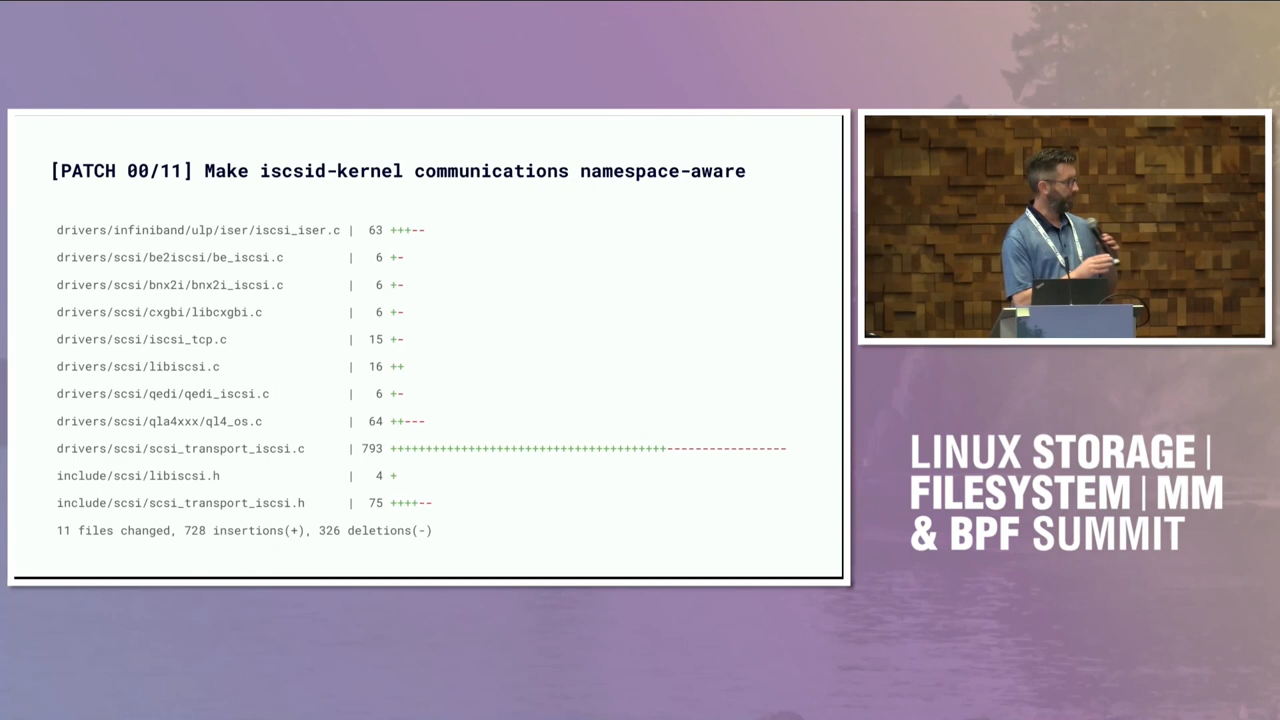 [PATCH 00/11] Make iscsid-kernel communications namespace-aware
drivers/infiniband/ulp/iser/iscsi_iser.c | 63 +++--
drivers/scsi/be2iscsi/be_iscsi.c | 6 +-
drivers/scsi/bnx2i/bnx2i_iscsi.c | 6 +-
drivers/scsi/cxgbi/libcxgbi.c | 6 +-
drivers/scsi/iscsi_tcp.c | 15 +-
drivers/scsi/libiscsi.c | 16 ++
drivers/scsi/qedi/qedi_iscsi.c | 6 +-
drivers/scsi/qla4xxx/ql4_os.c | 64 ++---
drivers/scsi/scsi_transport_iscsi.c | 793 +++++++++++++++++++++++++++++++++++++++-----------------
include/scsi/libiscsi.h | 4 +
include/scsi/scsi_transport_iscsi.h | 75 ++++--
11 files changed, 728 insertions(+), 326 deletions(-)
LINUX STORAGE |
FILESYSTEM | MM
& BPF SUMMIT